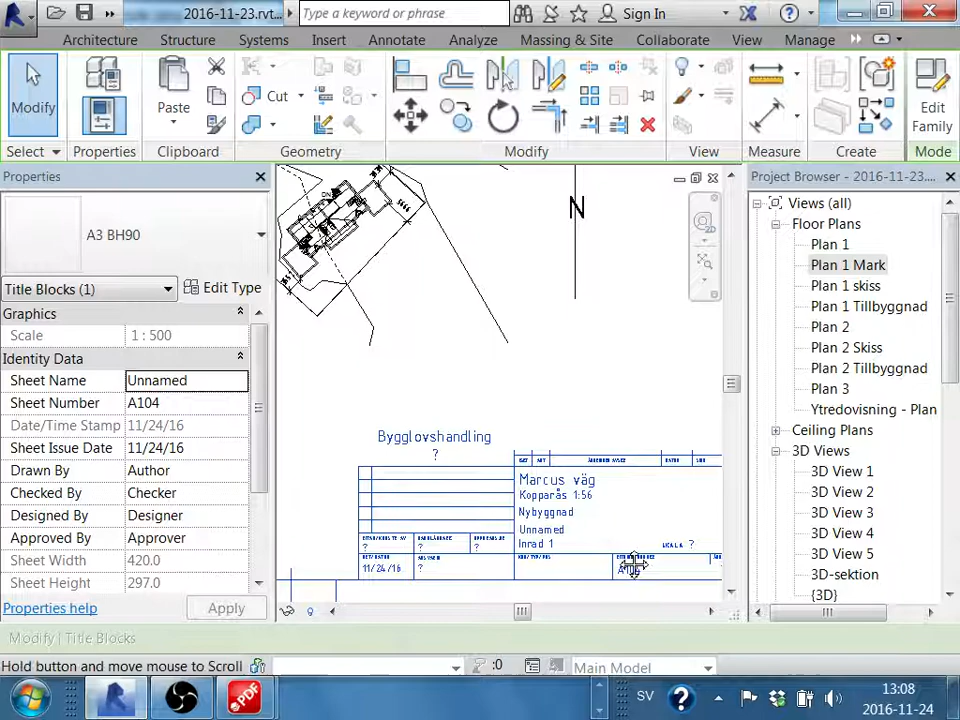 2016-11-23.rvt...
Type a keyword or phrase
Sign In
Architecture
Structure
Systems
Insert
Annotate
Analyze
Massing & Site
Collaborate
View
Manage
Modify
Paste
Cut
Edit
Family
Select
Properties
Clipboard
Geometry
Modify
View
Measure
Create
Mode
Properties
A3 BH90
Title Blocks (1)
Edit Type
Graphics
Scale
1 : 500
Identity Data
Sheet Name
Unnamed
Sheet Number
A104
Date/Time Stamp
11/24/16
Sheet Issue Date
11/24/16
Drawn By
Author
Checked By
Checker
Designed By
Designer
Approved By
Approver
Sheet Width
420.0
Sheet Height
297.0
Properties help
Apply
N
2D
Bygglovshandling
?
Marcus väg
Kopparås 1:56
Nybyggnad
Unnamed
Inrad 1
SKALA ?
?
?
?
11/24/16
?
Project Browser - 2016-11-23....
Views (all)
Floor Plans
Plan 1
Plan 1 Mark
Plan 1 skiss
Plan 1 Tillbyggnad
Plan 2
Plan 2 Skiss
Plan 2 Tillbyggnad
Plan 3
Ytredovisning - Plan
Ceiling Plans
3D Views
3D View 1
3D View 2
3D View 3
3D View 4
3D View 5
3D-sektion
{3D}
Modify | Title Blocks
Hold button and move mouse to Scroll
:0
Main Model
PDF
SV
13:08
2016-11-24